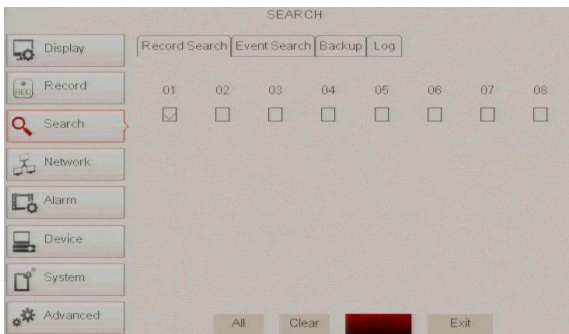 SEARCH
Display
Record Search Event Search Backup Log
Record
REC
01 02 03 04 05 06 07 08
Search
Network
Alarm
Device
System
Advanced
All Clear Exit